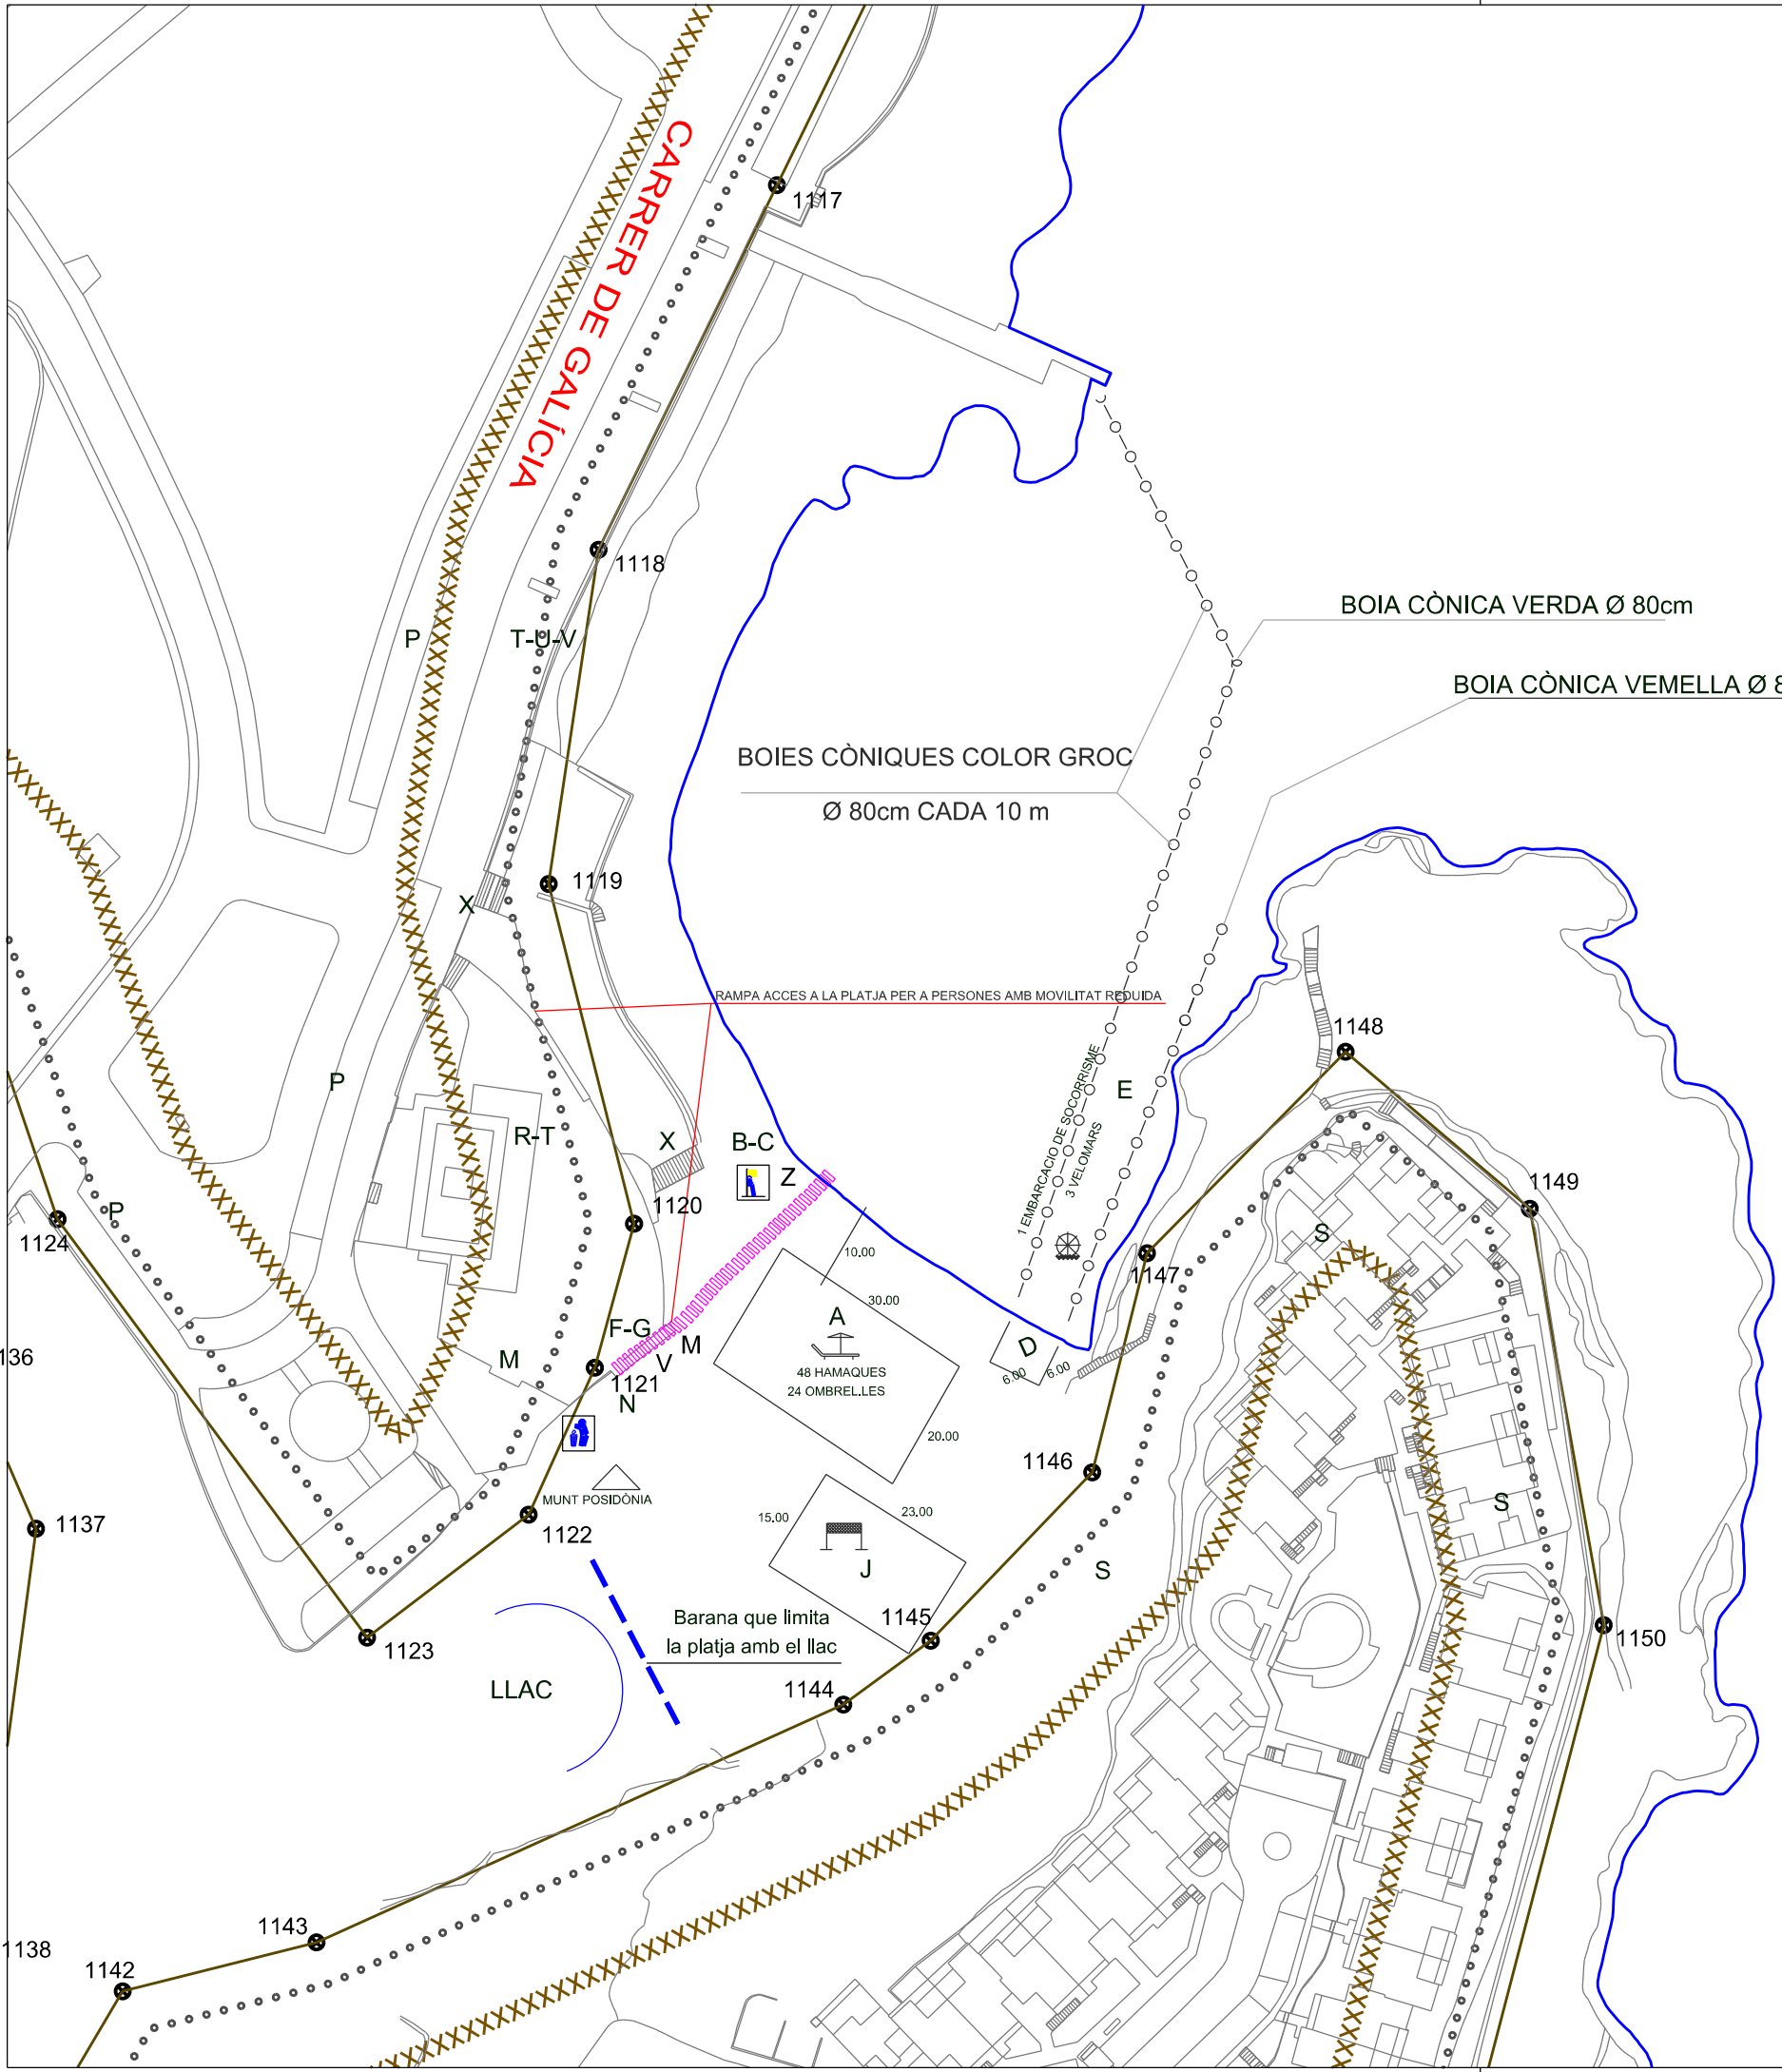 CARRER DE GALÍCIA
1117
1118
BOIA CÒNICA VERDA Ø 80cm
P
T-U-V
BOIA CÒNICA VEMELLA Ø 8
BOIES CÒNIQUES COLOR GROC
Ø 80cm CADA 10 m
1119
X
RAMPA ACCES A LA PLATJA PER A PERSONES AMB MOVILITAT REDUIDA
1148
P
E
1 EMBARCACIO DE SOCORRISME
3 VELOMARS
R-T
X
B-C
Z
P
1124
1120
1149
S
10.00
1147
30.00
A
F-G
M
V
M
D
6.00
6.00
136
1121
N
48 HAMAQUES
24 OMBREL.LES
20.00
1146
MUNT POSIDÒNIA
S
1137
1122
15.00
23.00
J
S
Barana que limita
la platja amb el llac
1145
1150
1123
LLAC
1144
1143
1138
1142